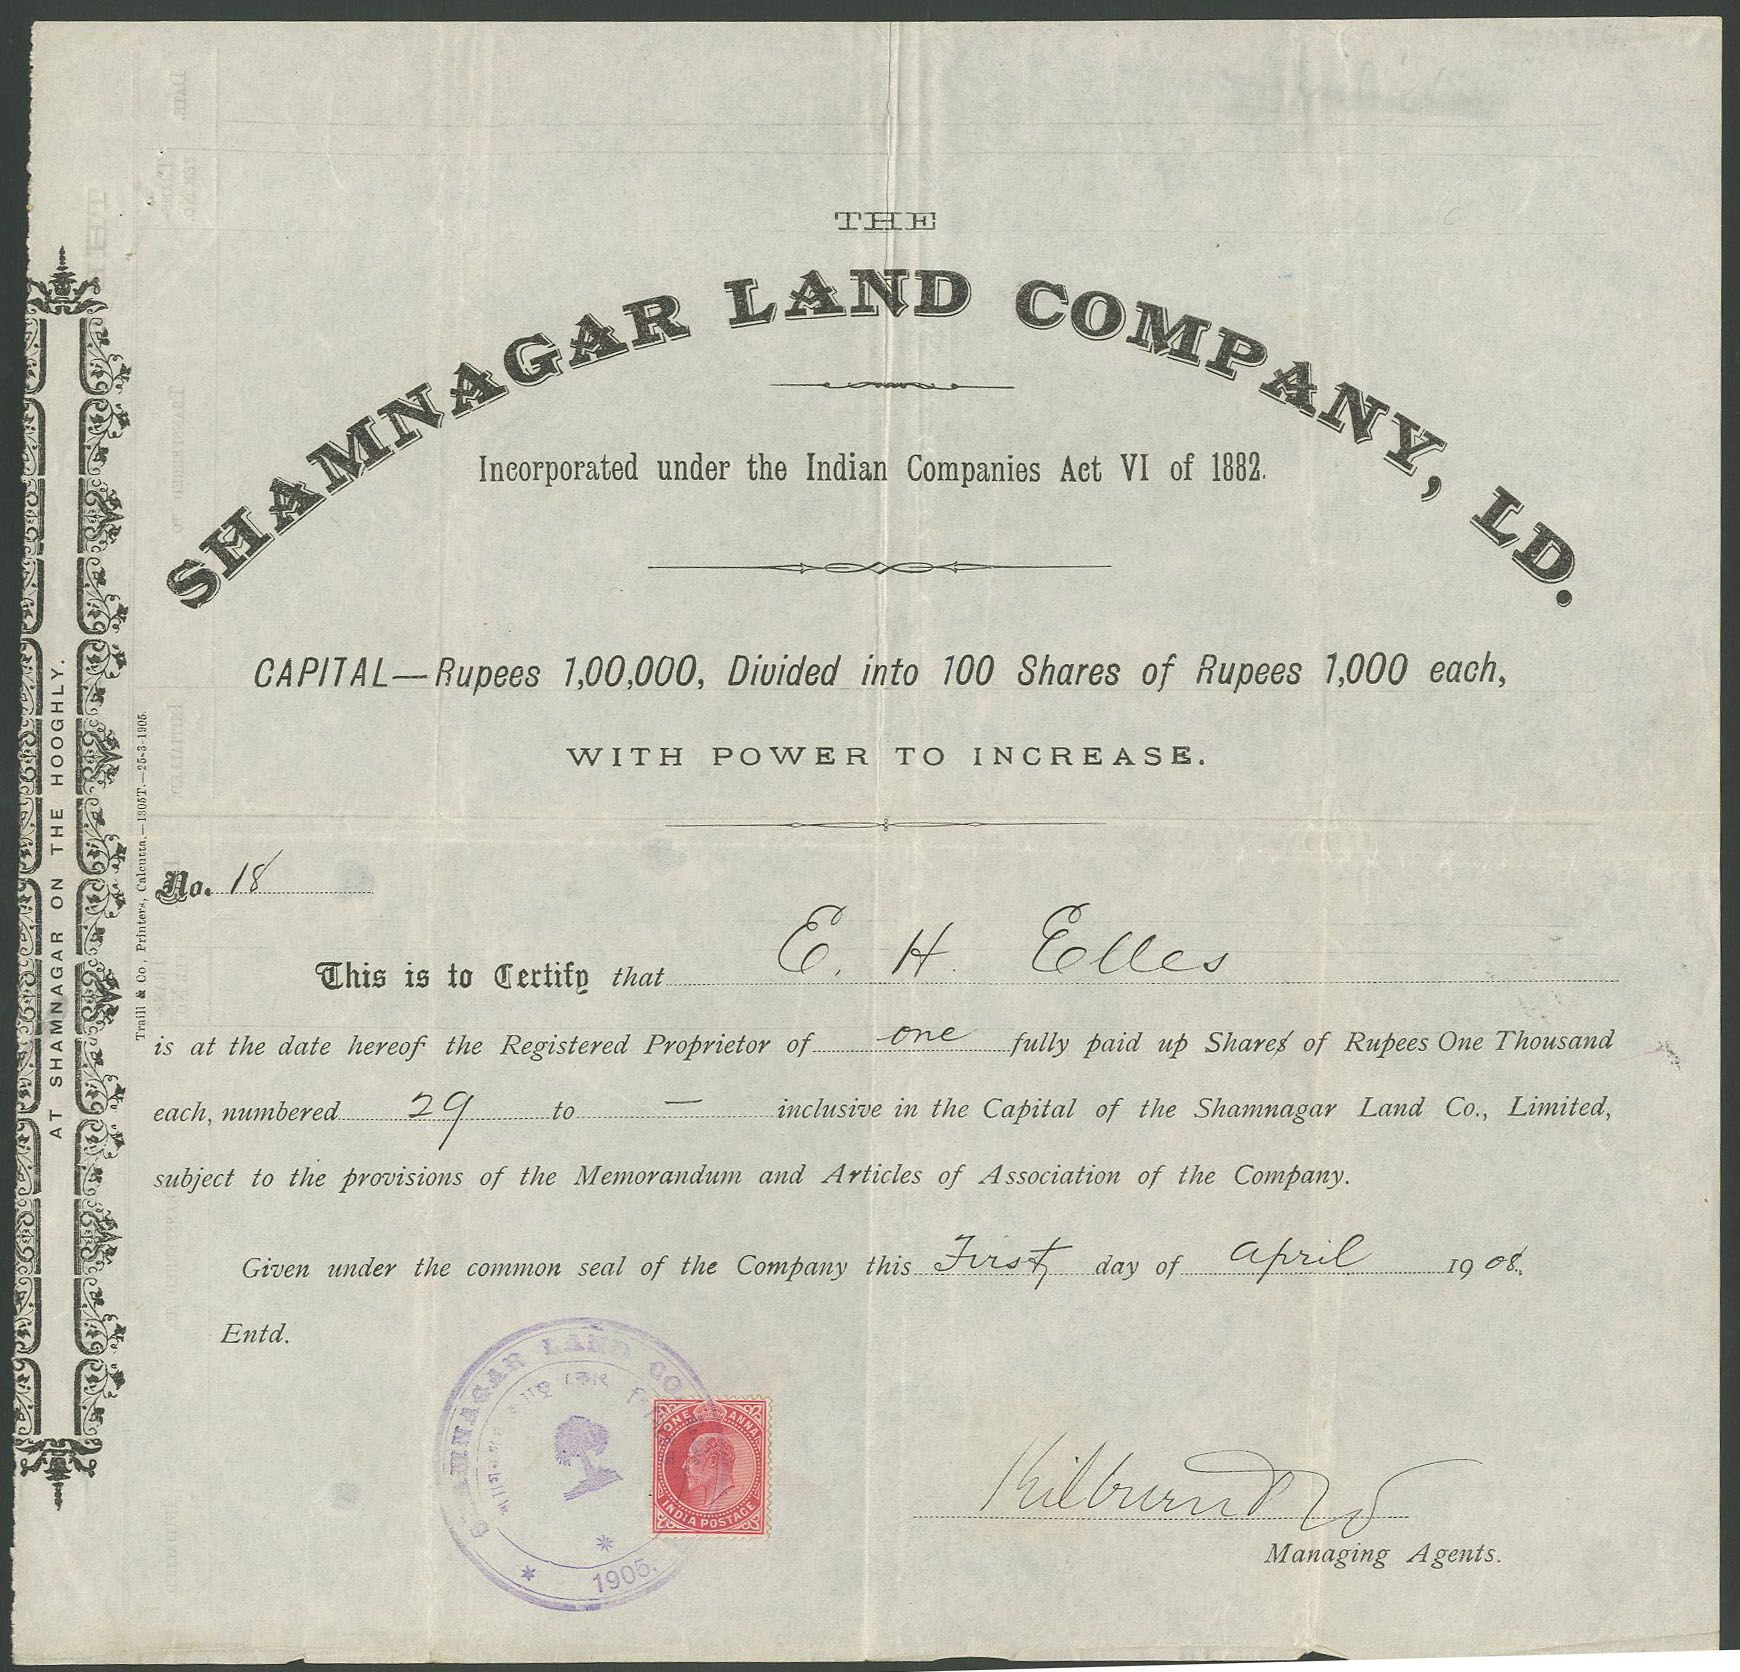 THE
SHAMNAGAR LAND COMPANY, LD.
Incorporated under the Indian Companies Act VI of 1882.
CAPITAL—Rupees 1,00,000, Divided into 100 Shares of Rupees 1,000 each,
WITH POWER TO INCREASE.
No. 18
This is to Certify that E. H. Elles
is at the date hereof the Registered Proprietor of one fully paid up Shares of Rupees One Thousand
each, numbered 29 to — inclusive in the Capital of the Shamnagar Land Co., Limited,
subject to the provisions of the Memorandum and Articles of Association of the Company.
Given under the common seal of the Company this First day of April 1908.
Entd.
SHAMNAGAR LAND CO
1905.
ONE ANNA
INDIA POSTAGE
Kilburn & Co
Managing Agents.
AT SHAMNAGAR ON THE HOOGHLY.
Traill & Co., Printers, Calcutta.—1305T.—25-3-1905.